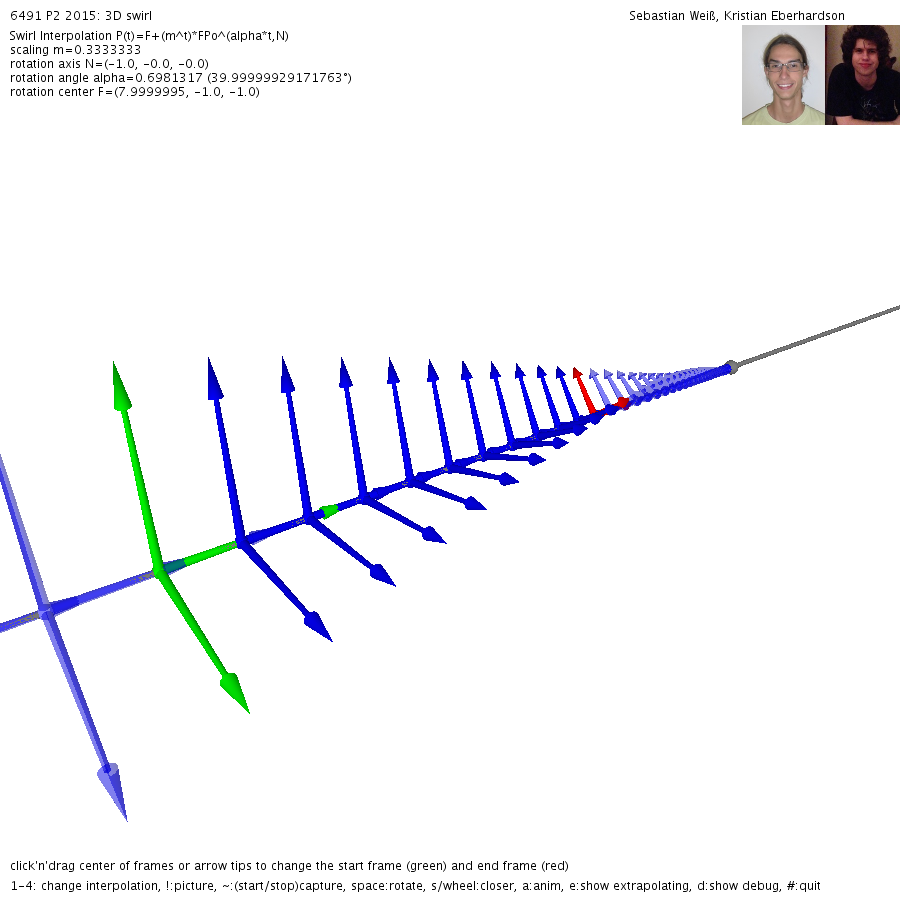 6491 P2 2015: 3D swirl
Sebastian Weiß, Kristian Eberhardson
Swirl Interpolation P(t)=F+(m^t)*FPo^(alpha*t,N)
scaling m=0.3333333
rotation axis N=(-1.0, -0.0, -0.0)
rotation angle alpha=0.6981317 (39.99999929171763°)
rotation center F=(7.9999995, -1.0, -1.0)
click'n'drag center of frames or arrow tips to change the start frame (green) and end frame (red)
1-4: change interpolation, !:picture, ~:(start/stop)capture, space:rotate, s/wheel:closer, a:anim, e:show extrapolating, d:show debug, #:quit